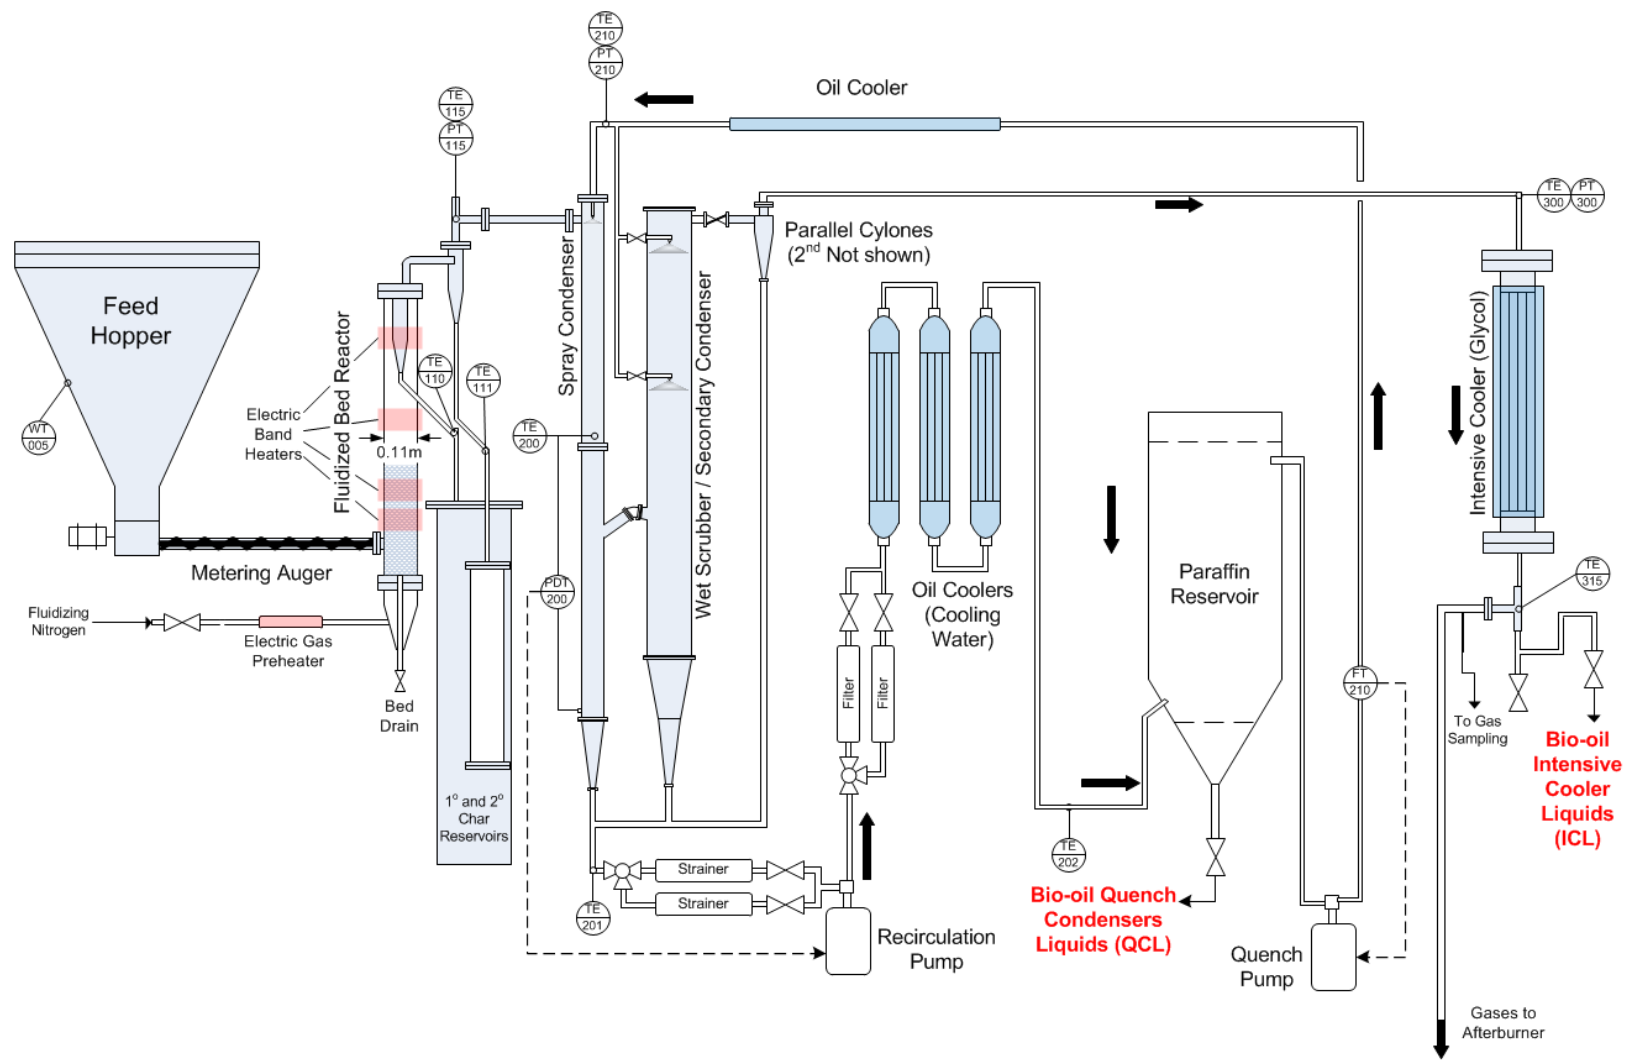 TE
210
PT
210
Oil Cooler
TE
115
PT
115
TE
300
PT
300
Parallel Cylones
(2nd Not shown)
Feed
Hopper
Spray Condenser
Wet Scrubber / Secondary Condenser
Fluidized Bed Reactor
Intensive Cooler (Glycol)
TE
110
TE
111
Electric
Band
Heaters
0.11m
WT
005
TE
200
Metering Auger
PDT
200
Fluidizing
Nitrogen
Electric Gas
Preheater
Bed
Drain
Oil Coolers
(Cooling
Water)
Paraffin
Reservoir
TE
315
Filter
Filter
FT
210
To Gas
Sampling
Bio-oil
Intensive
Cooler
Liquids
(ICL)
1o and 2o
Char
Reservoirs
TE
202
Strainer
Strainer
TE
201
Bio-oil Quench
Condensers
Liquids (QCL)
Recirculation
Pump
Quench
Pump
Gases to
Afterburner